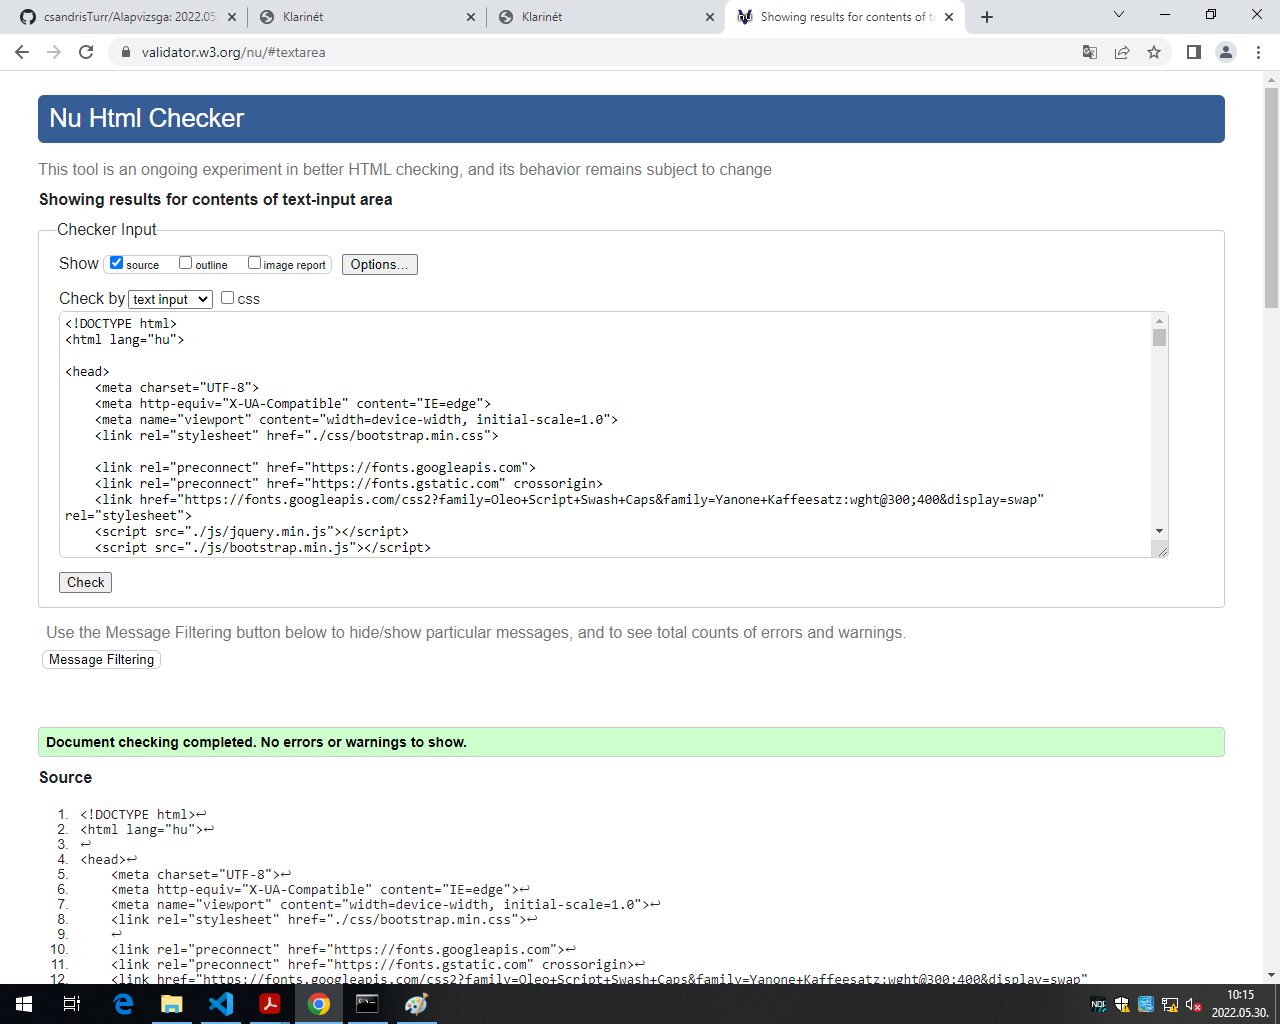 csandrisTurr/Alapvizsga: 2022.05.
Klarinét
Klarinét
Showing results for contents of te
validator.w3.org/nu/#textarea
Nu Html Checker
This tool is an ongoing experiment in better HTML checking, and its behavior remains subject to change
Showing results for contents of text-input area
Checker Input
Show source outline image report Options...
Check by text input css
<!DOCTYPE html>
<html lang="hu">
<head>
<meta charset="UTF-8">
<meta http-equiv="X-UA-Compatible" content="IE=edge">
<meta name="viewport" content="width=device-width, initial-scale=1.0">
<link rel="stylesheet" href="./css/bootstrap.min.css">
<link rel="preconnect" href="https://fonts.googleapis.com">
<link rel="preconnect" href="https://fonts.gstatic.com" crossorigin>
<link href="https://fonts.googleapis.com/css2?family=Oleo+Script+Swash+Caps&family=Yanone+Kaffeesatz:wght@300;400&display=swap"
rel="stylesheet">
<script src="./js/jquery.min.js"></script>
<script src="./js/bootstrap.min.js"></script>
Check
Use the Message Filtering button below to hide/show particular messages, and to see total counts of errors and warnings.
Message Filtering
Document checking completed. No errors or warnings to show.
Source
1. <!DOCTYPE html>↩
2. <html lang="hu">↩
3. ↩
4. <head>↩
5. <meta charset="UTF-8">↩
6. <meta http-equiv="X-UA-Compatible" content="IE=edge">↩
7. <meta name="viewport" content="width=device-width, initial-scale=1.0">↩
8. <link rel="stylesheet" href="./css/bootstrap.min.css">↩
9. ↩
10. <link rel="preconnect" href="https://fonts.googleapis.com">↩
11. <link rel="preconnect" href="https://fonts.gstatic.com" crossorigin>↩
12. <link href="https://fonts.googleapis.com/css2?family=Oleo+Script+Swash+Caps&family=Yanone+Kaffeesatz:wght@300;400&display=swap"
10:15
2022.05.30.